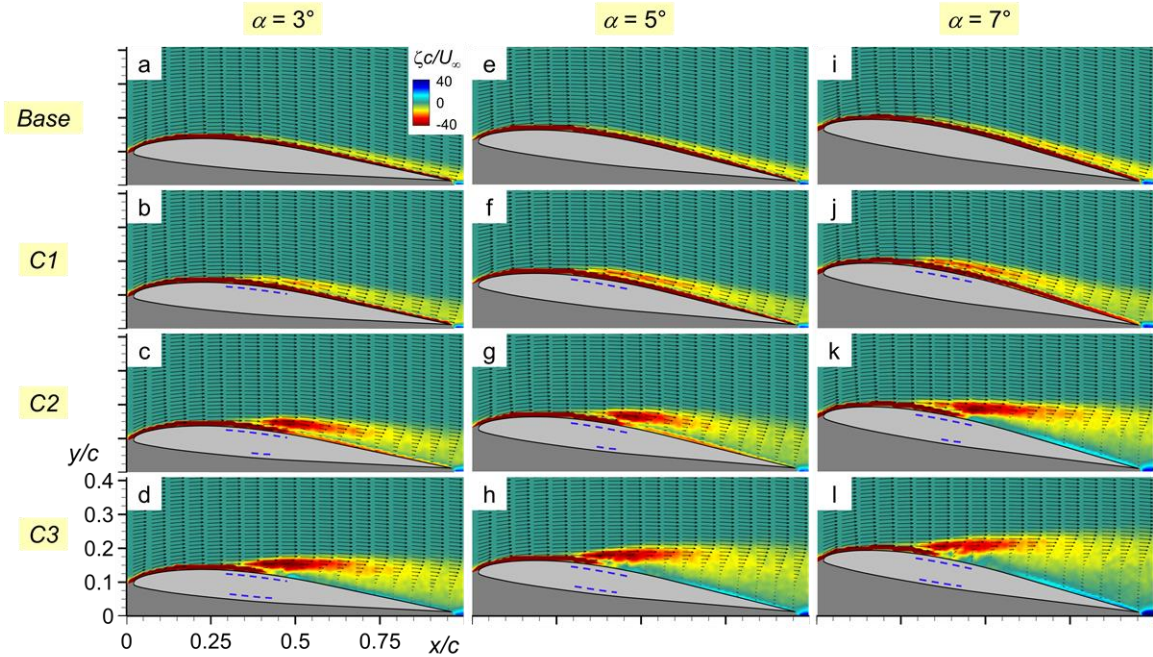 α = 3°
α = 5°
α = 7°
Base
a
ζc/U∞
40
0
-40
e
i
C1
b
f
j
C2
c
g
k
y/c
0.4
C3
d
h
l
0.3
0.2
0.1
0
0
0.25
0.5
0.75
x/c